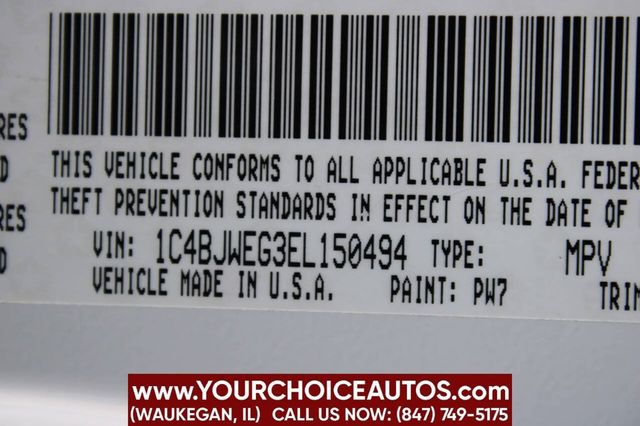 RES
D
THIS VEHICLE CONFORMS TO ALL APPLICABLE U.S.A. FEDER
THEFT PREVENTION STANDARDS IN EFFECT ON THE DATE OF
RES
VIN: 1C4BJWEG3EL150494 TYPE: MPV
D
VEHICLE MADE IN U.S.A. PAINT: PW7 TRIM
www.YOURCHOICEAUTOS.com
(WAUKEGAN, IL) CALL US NOW: (847) 749-5175